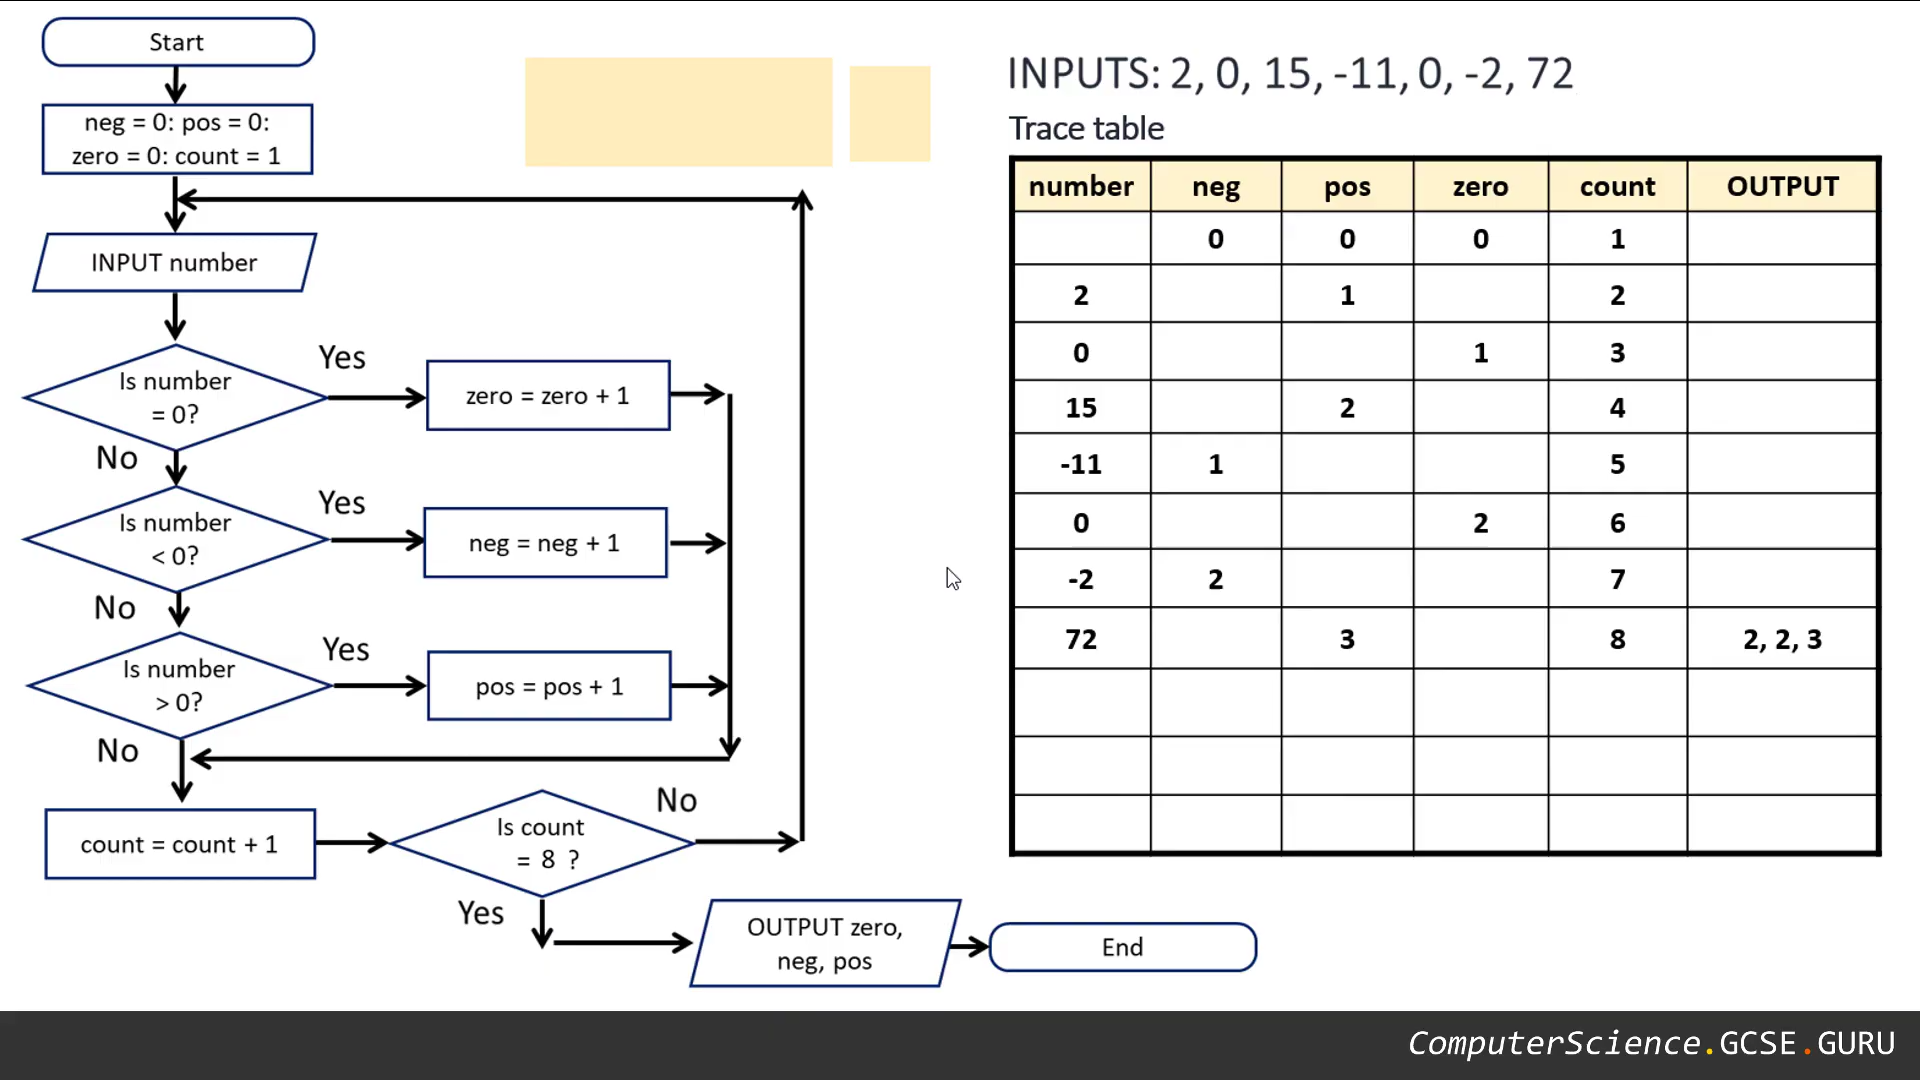 Start
neg = 0: pos = 0:
zero = 0: count = 1
INPUT number
Is number
= 0?
Yes
zero = zero + 1
No
Is number
< 0?
Yes
neg = neg + 1
No
Is number
> 0?
Yes
pos = pos + 1
No
count = count + 1
Is count
= 8 ?
No
Yes
OUTPUT zero,
neg, pos
End
INPUTS: 2, 0, 15, -11, 0, -2, 72
Trace table
number neg pos zero count OUTPUT
0 0 0 1
2 1 2
0 1 3
15 2 4
-11 1 5
0 2 6
-2 2 7
72 3 8 2, 2, 3
ComputerScience.GCSE.GURU